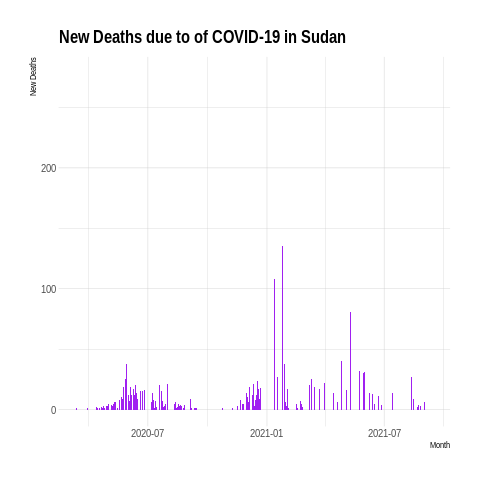 New Deaths due to of COVID-19 in Sudan
New Deaths
200
100
0
2020-07
2021-01
2021-07
Month